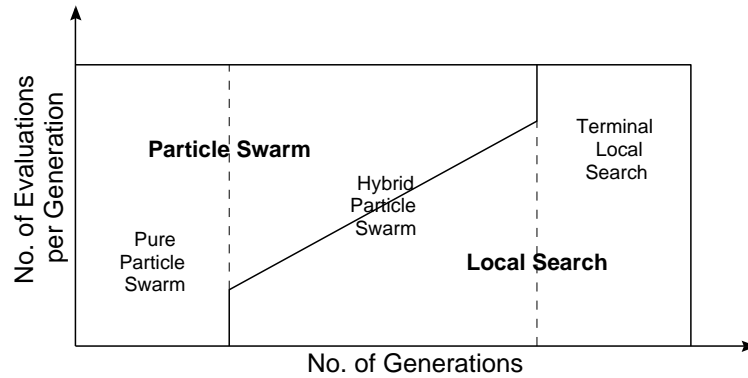 No. of Evaluations
per Generation
Particle Swarm
Pure
Particle
Swarm
Hybrid
Particle
Swarm
Terminal
Local
Search
Local Search
No. of Generations